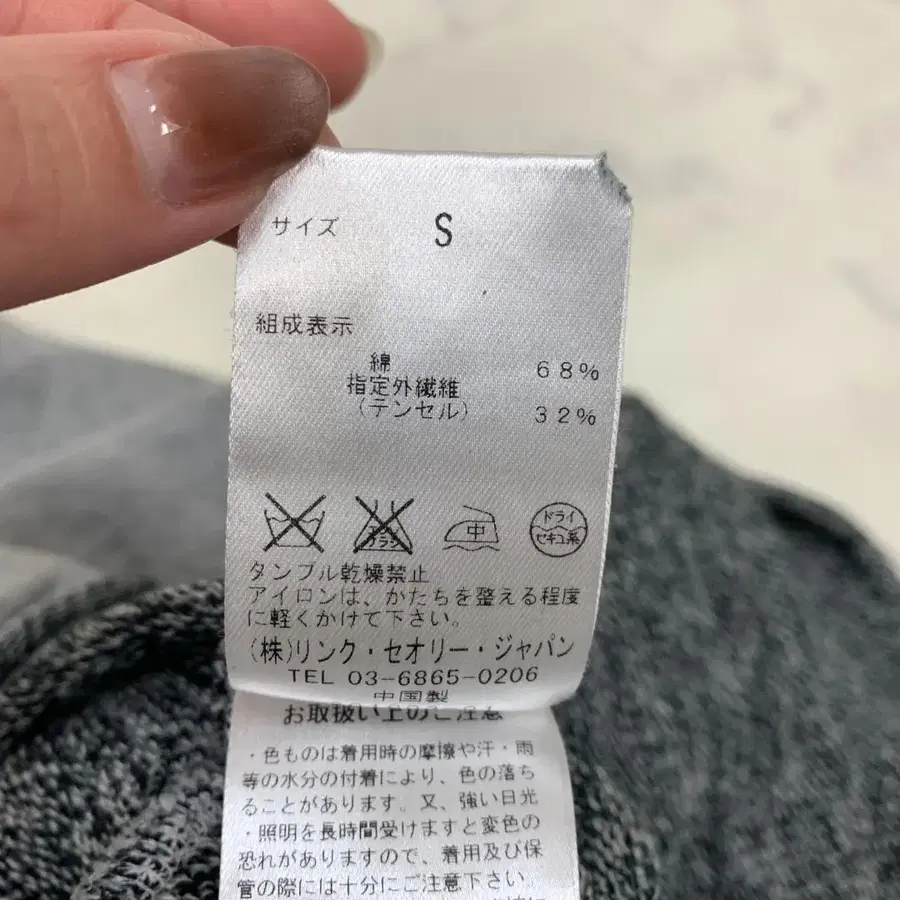 サイズ S
組成表示
綿 68%
指定外繊維
(テンセル) 32%
エンソサラシ
中
ドライ
セキユ系
タンブル乾燥禁止
アイロンは、かたちを整える程度
に軽くかけて下さい。
(株)リンク・セオリー・ジャパン
TEL 03-6865-0206
中国製
お取扱い上のご注意
・色ものは着用時の摩擦や汗・雨
等の水分の付着により、色の落ち
ることがあります。又、強い日光
・照明を長時間受けますと変色の
恐れがありますので、着用及び保
管の際には十分にご注意下さい。